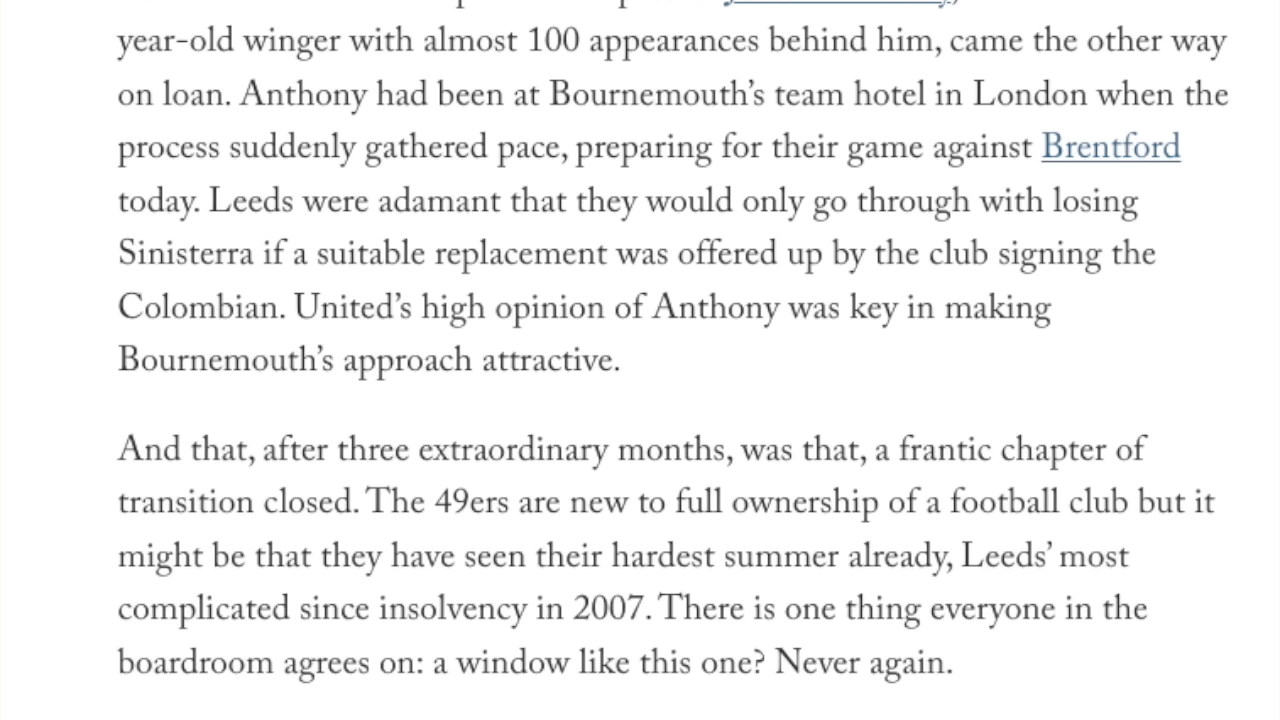 year-old winger with almost 100 appearances behind him, came the other way
on loan. Anthony had been at Bournemouth’s team hotel in London when the
process suddenly gathered pace, preparing for their game against Brentford
today. Leeds were adamant that they would only go through with losing
Sinisterra if a suitable replacement was offered up by the club signing the
Colombian. United’s high opinion of Anthony was key in making
Bournemouth’s approach attractive.
And that, after three extraordinary months, was that, a frantic chapter of
transition closed. The 49ers are new to full ownership of a football club but it
might be that they have seen their hardest summer already, Leeds’ most
complicated since insolvency in 2007. There is one thing everyone in the
boardroom agrees on: a window like this one? Never again.